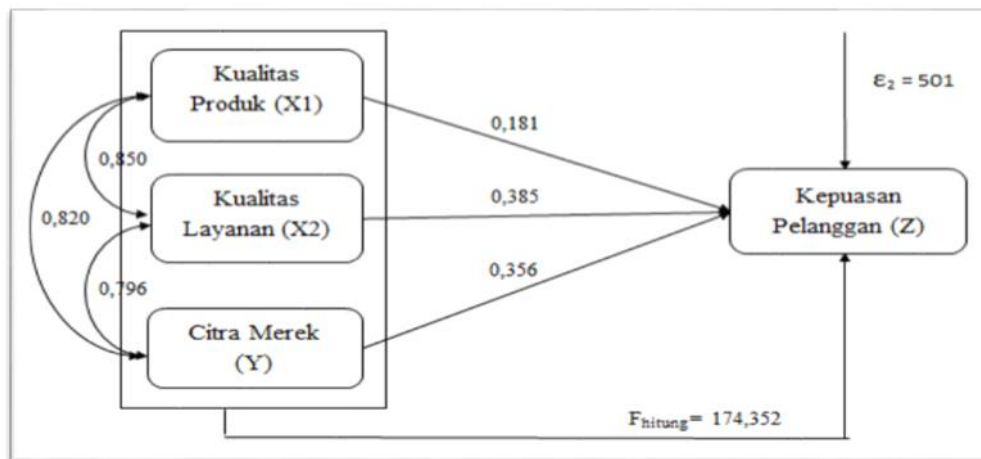 Kualitas
Produk (X1)
0,850
0,820
Kualitas
Layanan (X2)
0,796
Citra Merek
(Y)
0,181
0,385
0,356
ε₂ = 501
Kepuasan
Pelanggan (Z)
Fhitung= 174,352